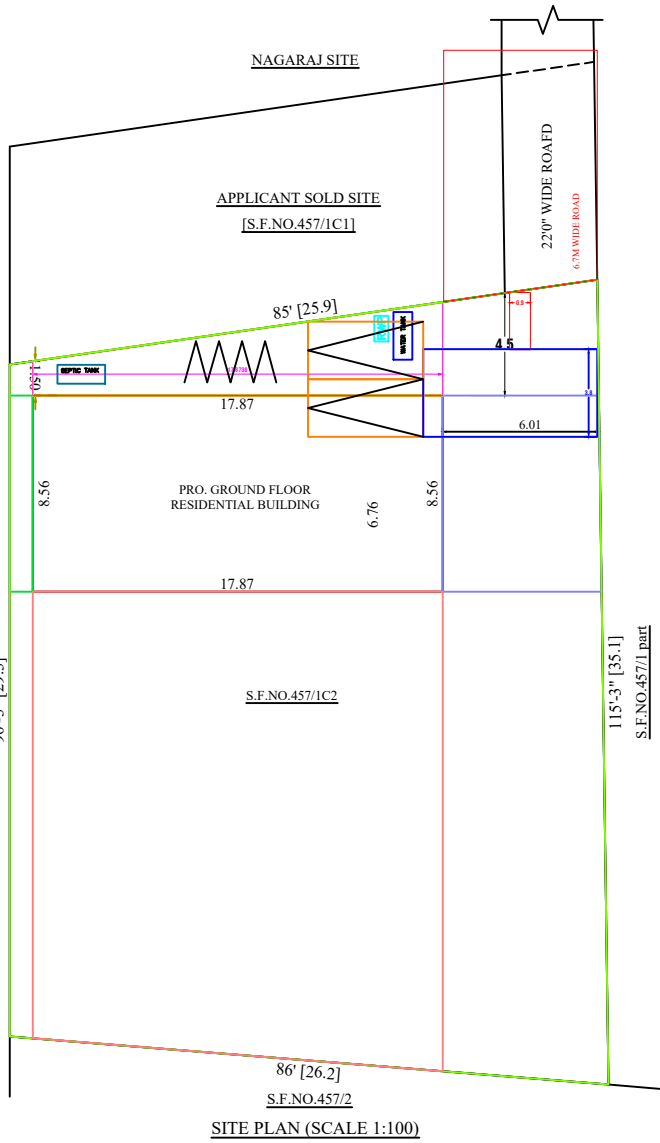 NAGARAJ SITE
APPLICANT SOLD SITE
[S.F.NO.457/1C1]
22'0" WIDE ROAFD
6.7M WIDE ROAD
85' [25.9]
0.9
WATER TANK
4.5
1.50
SEPTIC TANK
17.87
6.01
8.56
PRO. GROUND FLOOR
RESIDENTIAL BUILDING
6.76
8.56
17.87
S.F.NO.457/1C2
115'-3" [35.1]
S.F.NO.457/1 part
86' [26.2]
S.F.NO.457/2
SITE PLAN (SCALE 1:100)